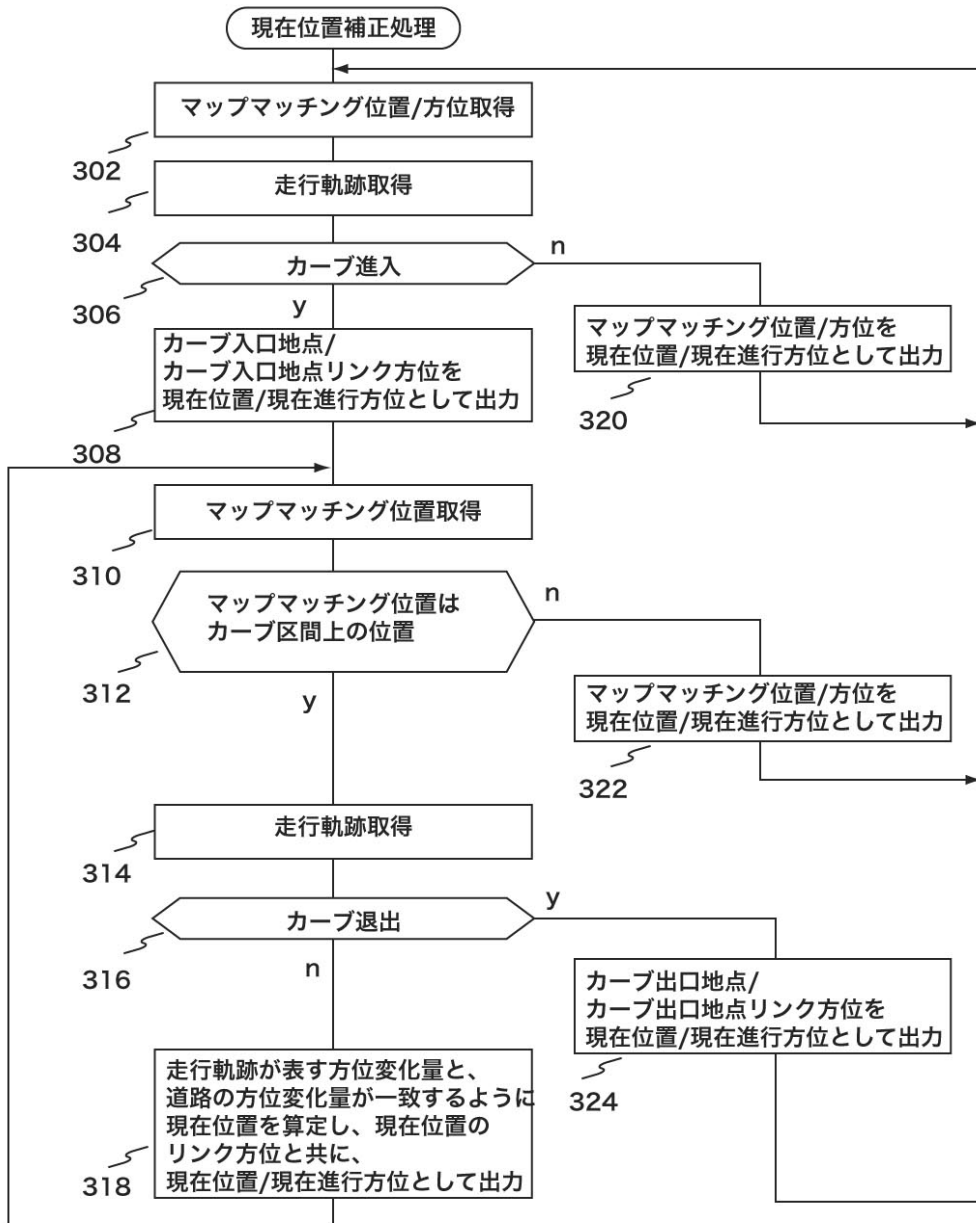 現在位置補正処理
マップマッチング位置/方位取得
302
走行軌跡取得
304
カーブ進入
n
306
y
カーブ入口地点/
カーブ入口地点リンク方位を
現在位置/現在進行方位として出力
308
マップマッチング位置/方位を
現在位置/現在進行方位として出力
320
マップマッチング位置取得
310
マップマッチング位置は
カーブ区間上の位置
n
312
y
マップマッチング位置/方位を
現在位置/現在進行方位として出力
322
走行軌跡取得
314
カーブ退出
y
316
n
カーブ出口地点/
カーブ出口地点リンク方位を
現在位置/現在進行方位として出力
324
走行軌跡が表す方位変化量と、
道路の方位変化量が一致するように
現在位置を算定し、現在位置の
リンク方位と共に、
現在位置/現在進行方位として出力
318